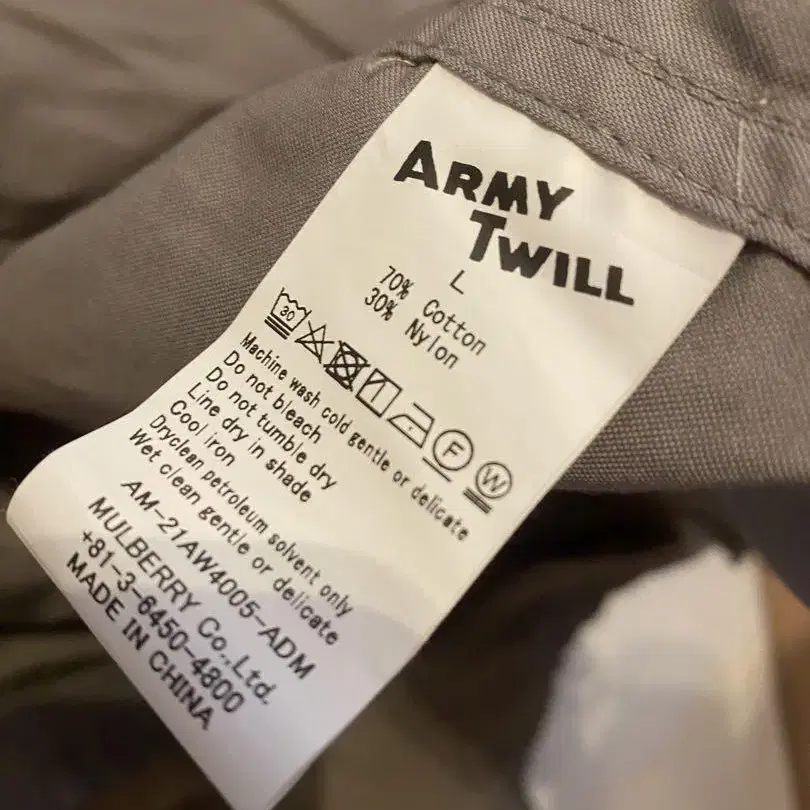 ARMY
TWILL
L
70% Cotton
30% Nylon
30
F
W
Machine wash cold gentle or delicate
Do not bleach
Do not tumble dry
Line dry in shade
Cool iron
Dryclean petroleum solvent only
Wet clean gentle or delicate
AM-21AW4005-ADM
MULBERRY Co.,Ltd.
+81-3-6450-4800
MADE IN CHINA